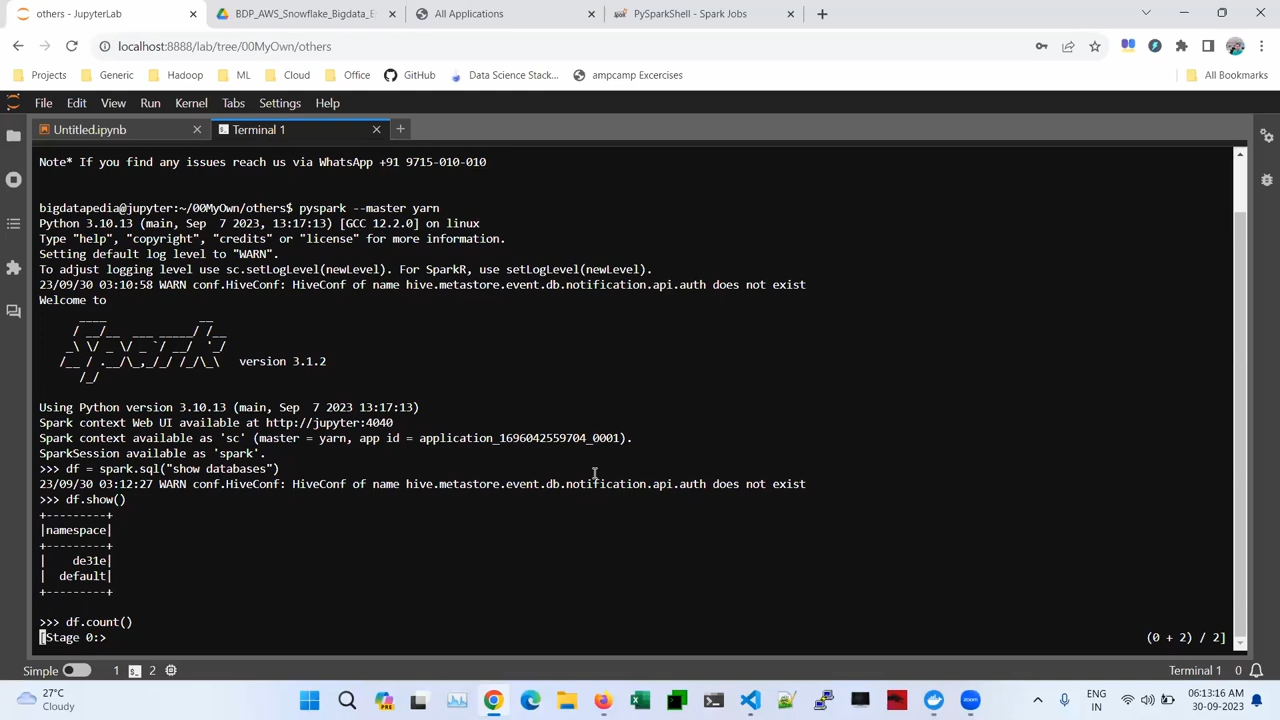 others - JupyterLab
BDP_AWS_Snowflake_Bigdata_E
All Applications
PySparkShell - Spark Jobs
localhost:8888/lab/tree/00MyOwn/others
Projects
Generic
Hadoop
ML
Cloud
Office
GitHub
Data Science Stack...
ampcamp Excercises
All Bookmarks
File Edit View Run Kernel Tabs Settings Help
Untitled.ipynb
Terminal 1
Note* If you find any issues reach us via WhatsApp +91 9715-010-010
bigdatapedia@jupyter:~/00MyOwn/others$ pyspark --master yarn
Python 3.10.13 (main, Sep  7 2023, 13:17:13) [GCC 12.2.0] on linux
Type "help", "copyright", "credits" or "license" for more information.
Setting default log level to "WARN".
To adjust logging level use sc.setLogLevel(newLevel). For SparkR, use setLogLevel(newLevel).
23/09/30 03:10:58 WARN conf.HiveConf: HiveConf of name hive.metastore.event.db.notification.api.auth does not exist
Welcome to
Spark
version 3.1.2
Using Python version 3.10.13 (main, Sep  7 2023 13:17:13)
Spark context Web UI available at http://jupyter:4040
Spark context available as 'sc' (master = yarn, app id = application_1696042559704_0001).
SparkSession available as 'spark'.
>>> df = spark.sql("show databases")
23/09/30 03:12:27 WARN conf.HiveConf: HiveConf of name hive.metastore.event.db.notification.api.auth does not exist
>>> df.show()
+---------+
|namespace|
+---------+
|    de31e|
|  default|
+---------+
>>> df.count()
[Stage 0:> (0 + 2) / 2]
Simple 1 2 Terminal 1 0
27°C
Cloudy
PRE
ENG
IN
06:13:16 AM
30-09-2023